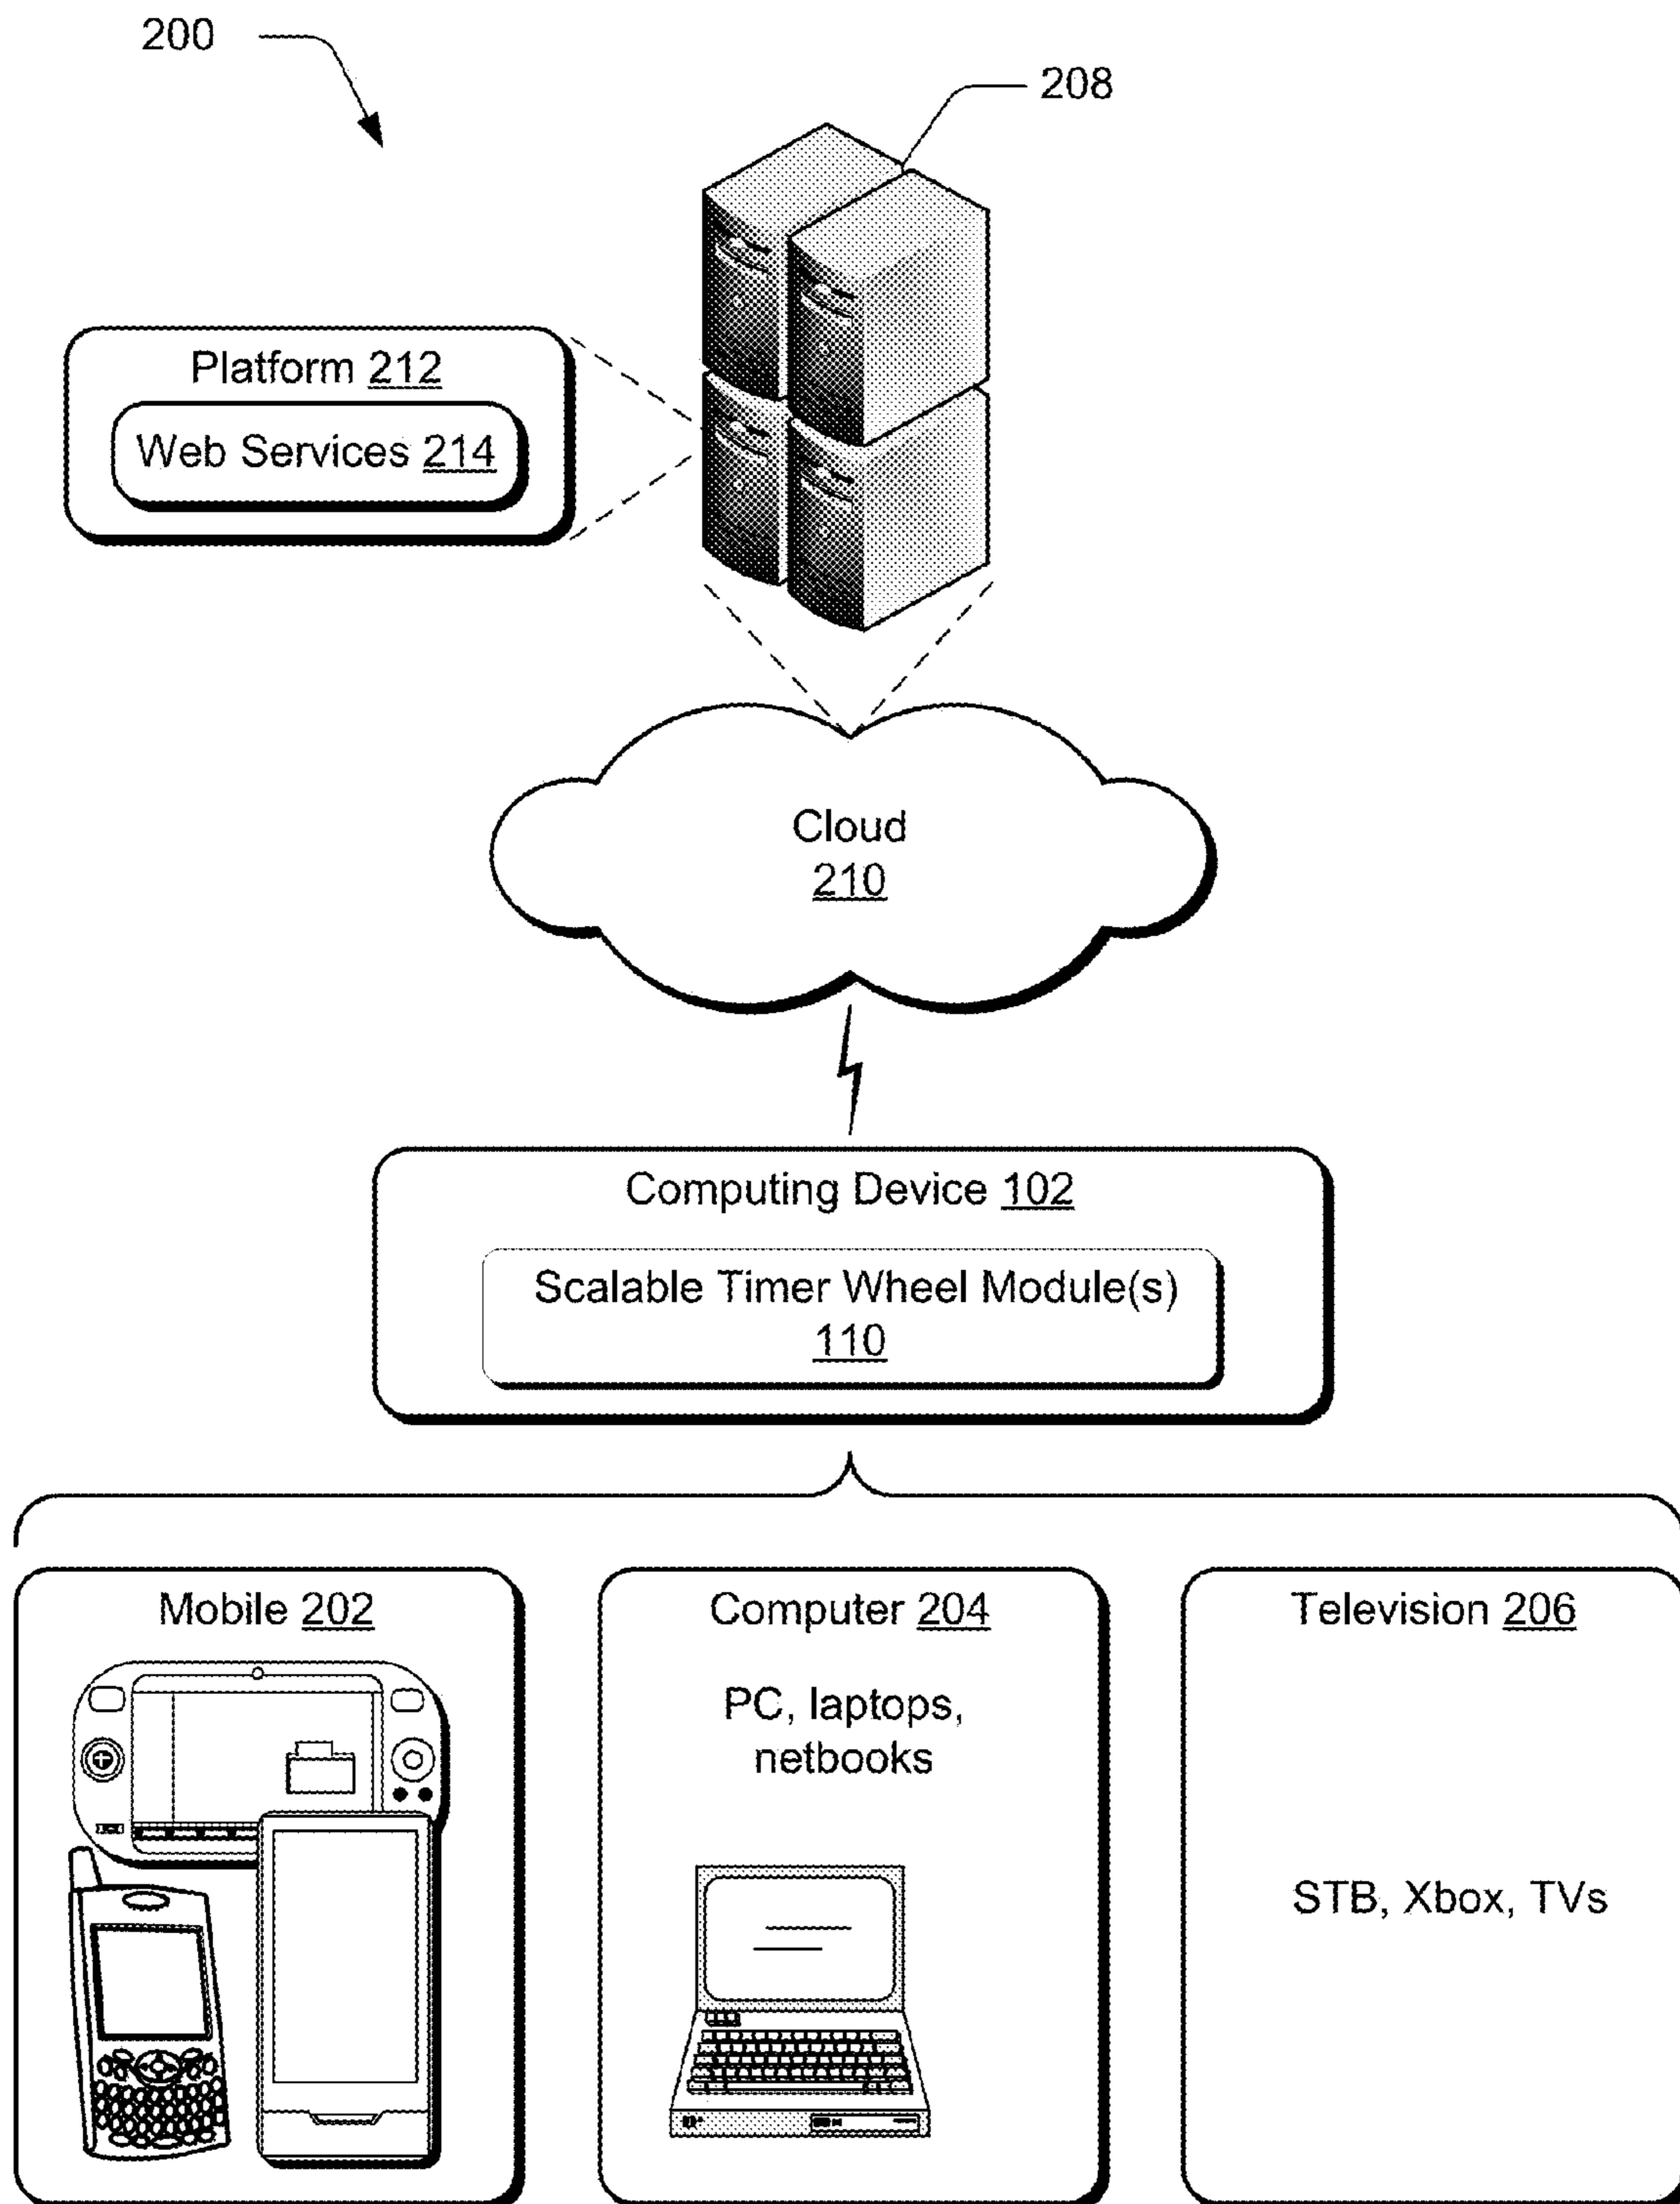 200
208
Platform 212
Web Services 214
Cloud
210
Computing Device 102
Scalable Timer Wheel Module(s)
110
Mobile 202
Computer 204
PC, laptops,
netbooks
Television 206
STB, Xbox, TVs